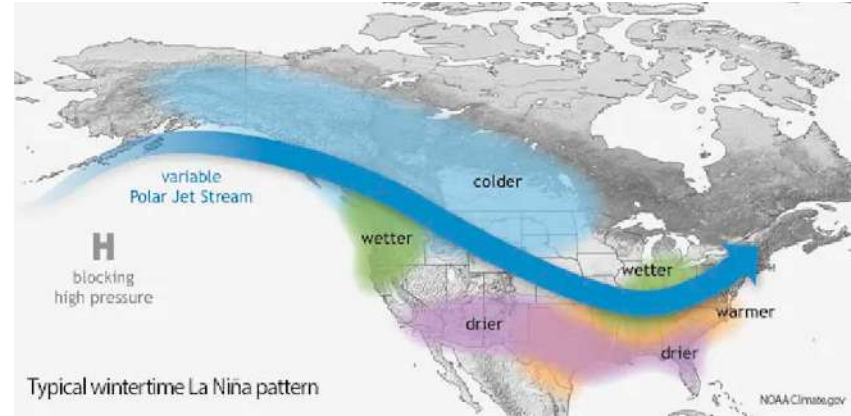 colder
variable
Polar Jet Stream
wetter
H
blocking
high pressure
wetter
warmer
drier
drier
Typical wintertime La Niña pattern
NOAA Climate.gov